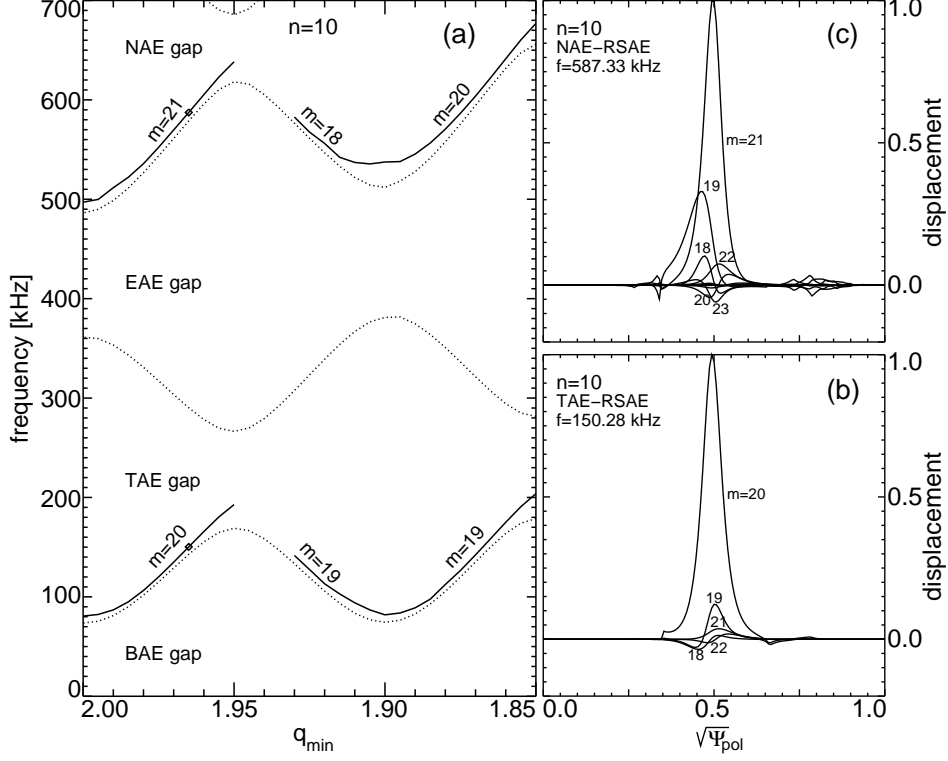 700
600
500
400
300
200
100
0
frequency [kHz]
n=10
(a)
NAE gap
m=21
m=18
m=20
EAE gap
TAE gap
m=20
m=19
m=19
BAE gap
2.00
1.95
1.90
1.85
q_min
n=10
NAE−RSAE
f=587.33 kHz
(c)
1.0
0.5
0.0
displacement
m=21
19
18
22
20
23
n=10
TAE−RSAE
f=150.28 kHz
(b)
1.0
0.5
0.0
displacement
m=20
19
21
22
18
0.0
0.5
1.0
√Ψ_pol